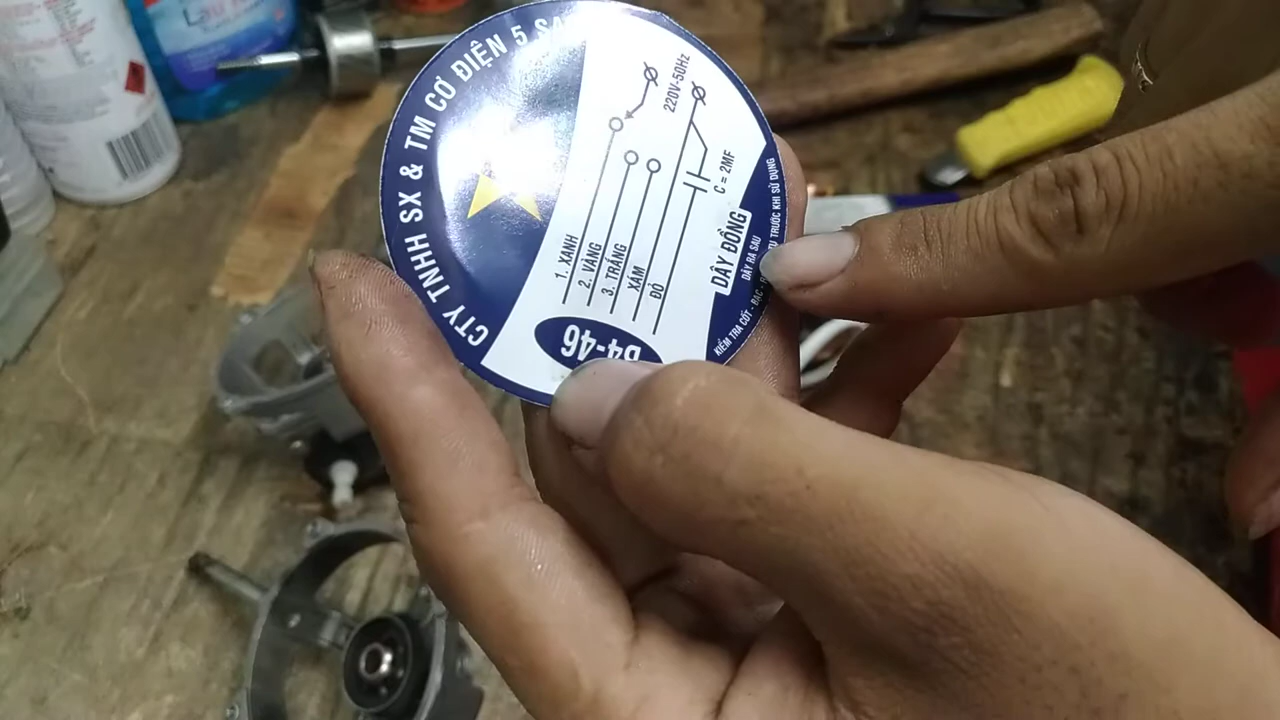 CTY TNHH SX & TM CƠ ĐIỆN 5 SA
220V-50Hz
C = 2MF
1. XANH
2. VÀNG
3. TRẮNG
XÁM
ĐỎ
DÂY ĐỒNG
B4-46
DÂY RA SAU
KIỂM TRA CỐT - BẠC - TỤ TRƯỚC KHI SỬ DỤNG